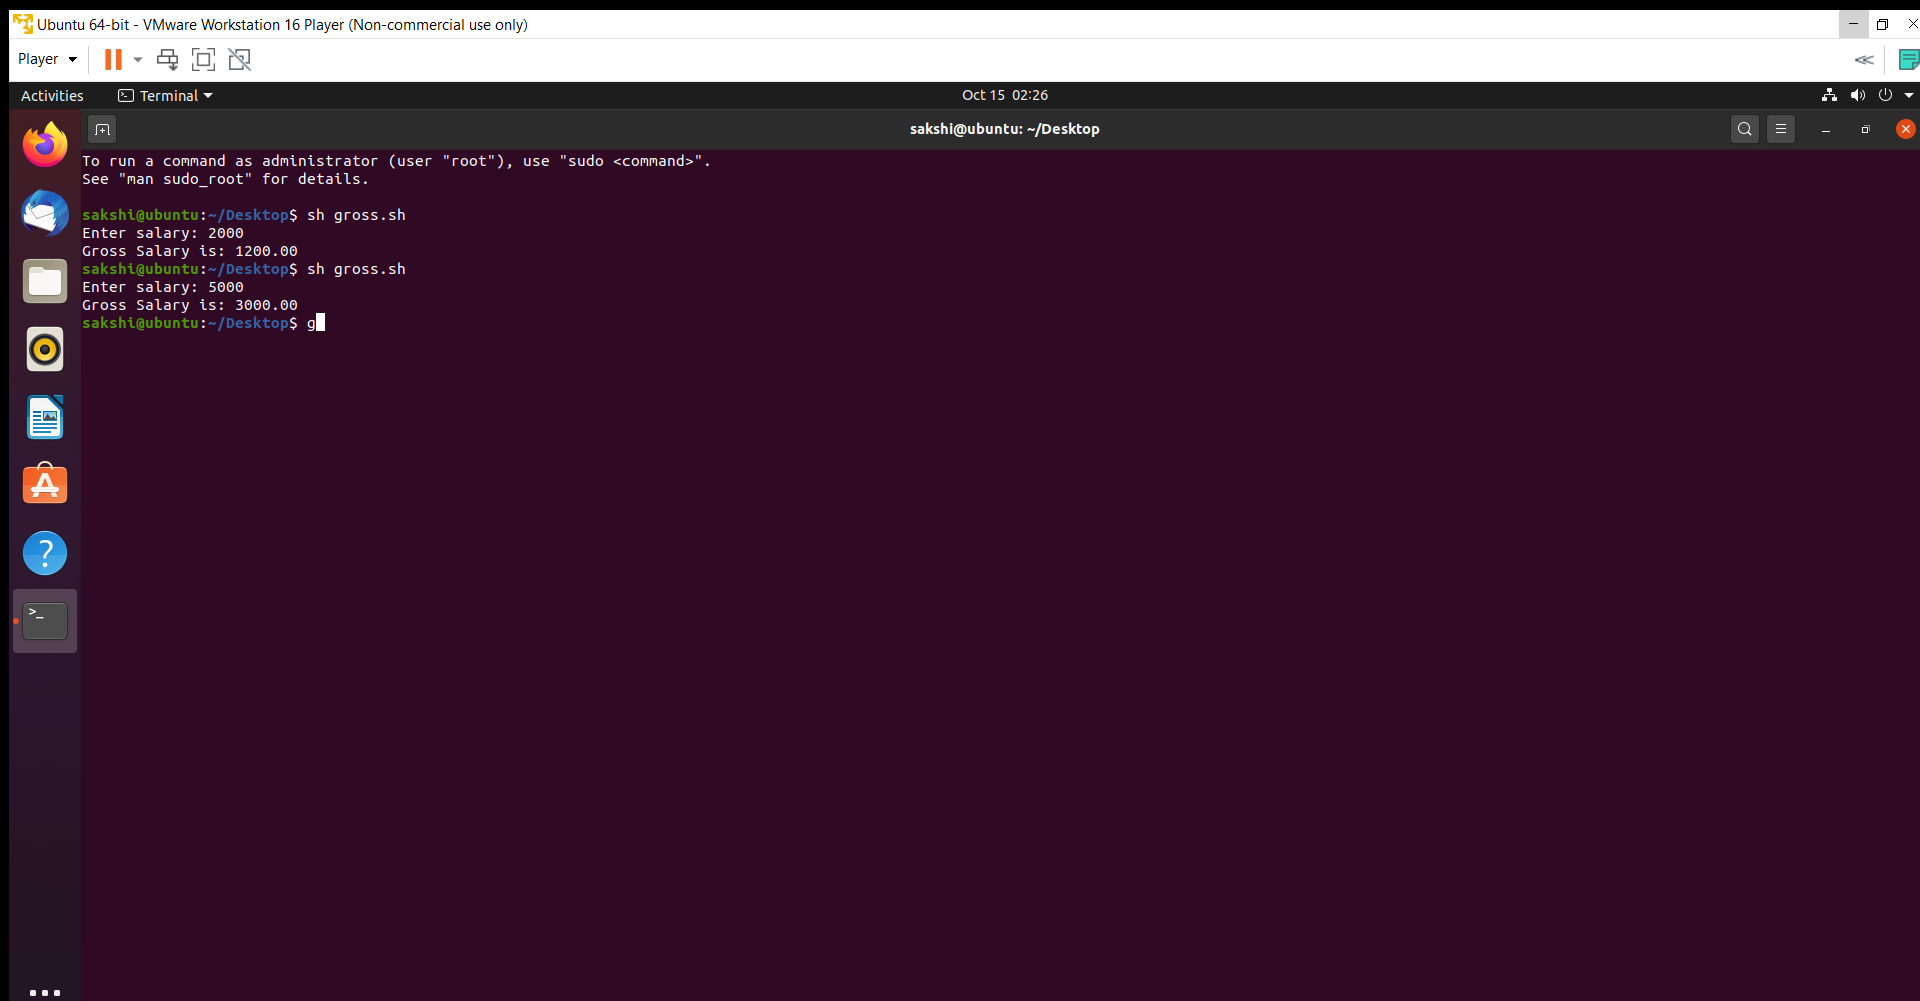 Ubuntu 64-bit - VMware Workstation 16 Player (Non-commercial use only)
Player
Activities
Terminal
Oct 15 02:26
sakshi@ubuntu: ~/Desktop
To run a command as administrator (user "root"), use "sudo <command>".
See "man sudo_root" for details.
sakshi@ubuntu:~/Desktop$ sh gross.sh
Enter salary: 2000
Gross Salary is: 1200.00
sakshi@ubuntu:~/Desktop$ sh gross.sh
Enter salary: 5000
Gross Salary is: 3000.00
sakshi@ubuntu:~/Desktop$ g